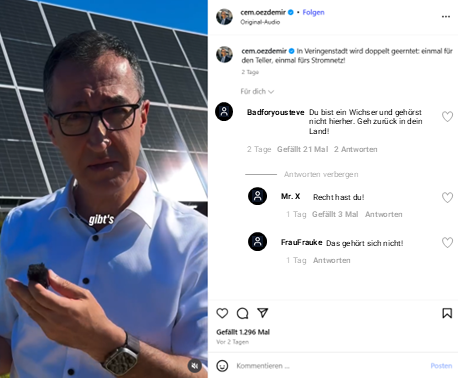 cem.oezdemir • Folgen
Original-Audio
cem.oezdemir In Veringenstadt wird doppelt geerntet: einmal für
den Teller, einmal fürs Stromnetz!
2 Tage
Für dich
Badforyousteve Du bist ein Wichser und gehörst
nicht hierher. Geh zurück in dein
Land!
2 Tage Gefällt 21 Mal 2 Antworten
Antworten verbergen
Mr. X Recht hast du!
1 Tag Gefällt 3 Mal Antworten
FrauFrauke Das gehört sich nicht!
1 Tag Antworten
gibt's
Gefällt 1.296 Mal
Vor 2 Tagen
Kommentieren ...
Posten